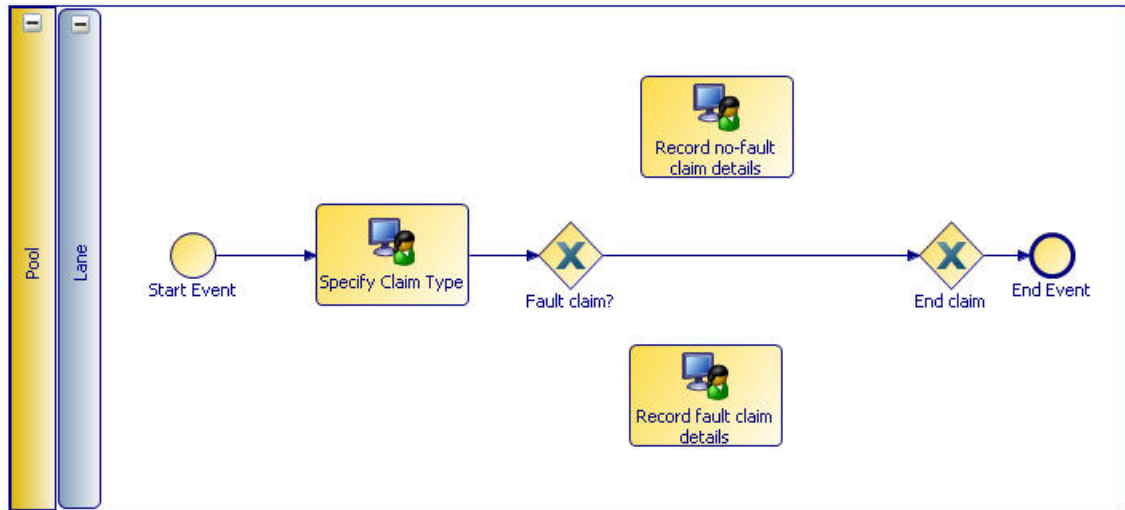 Pool
Lane
Record no-fault
claim details
Start Event
Specify Claim Type
Fault claim?
End claim
End Event
Record fault claim
details